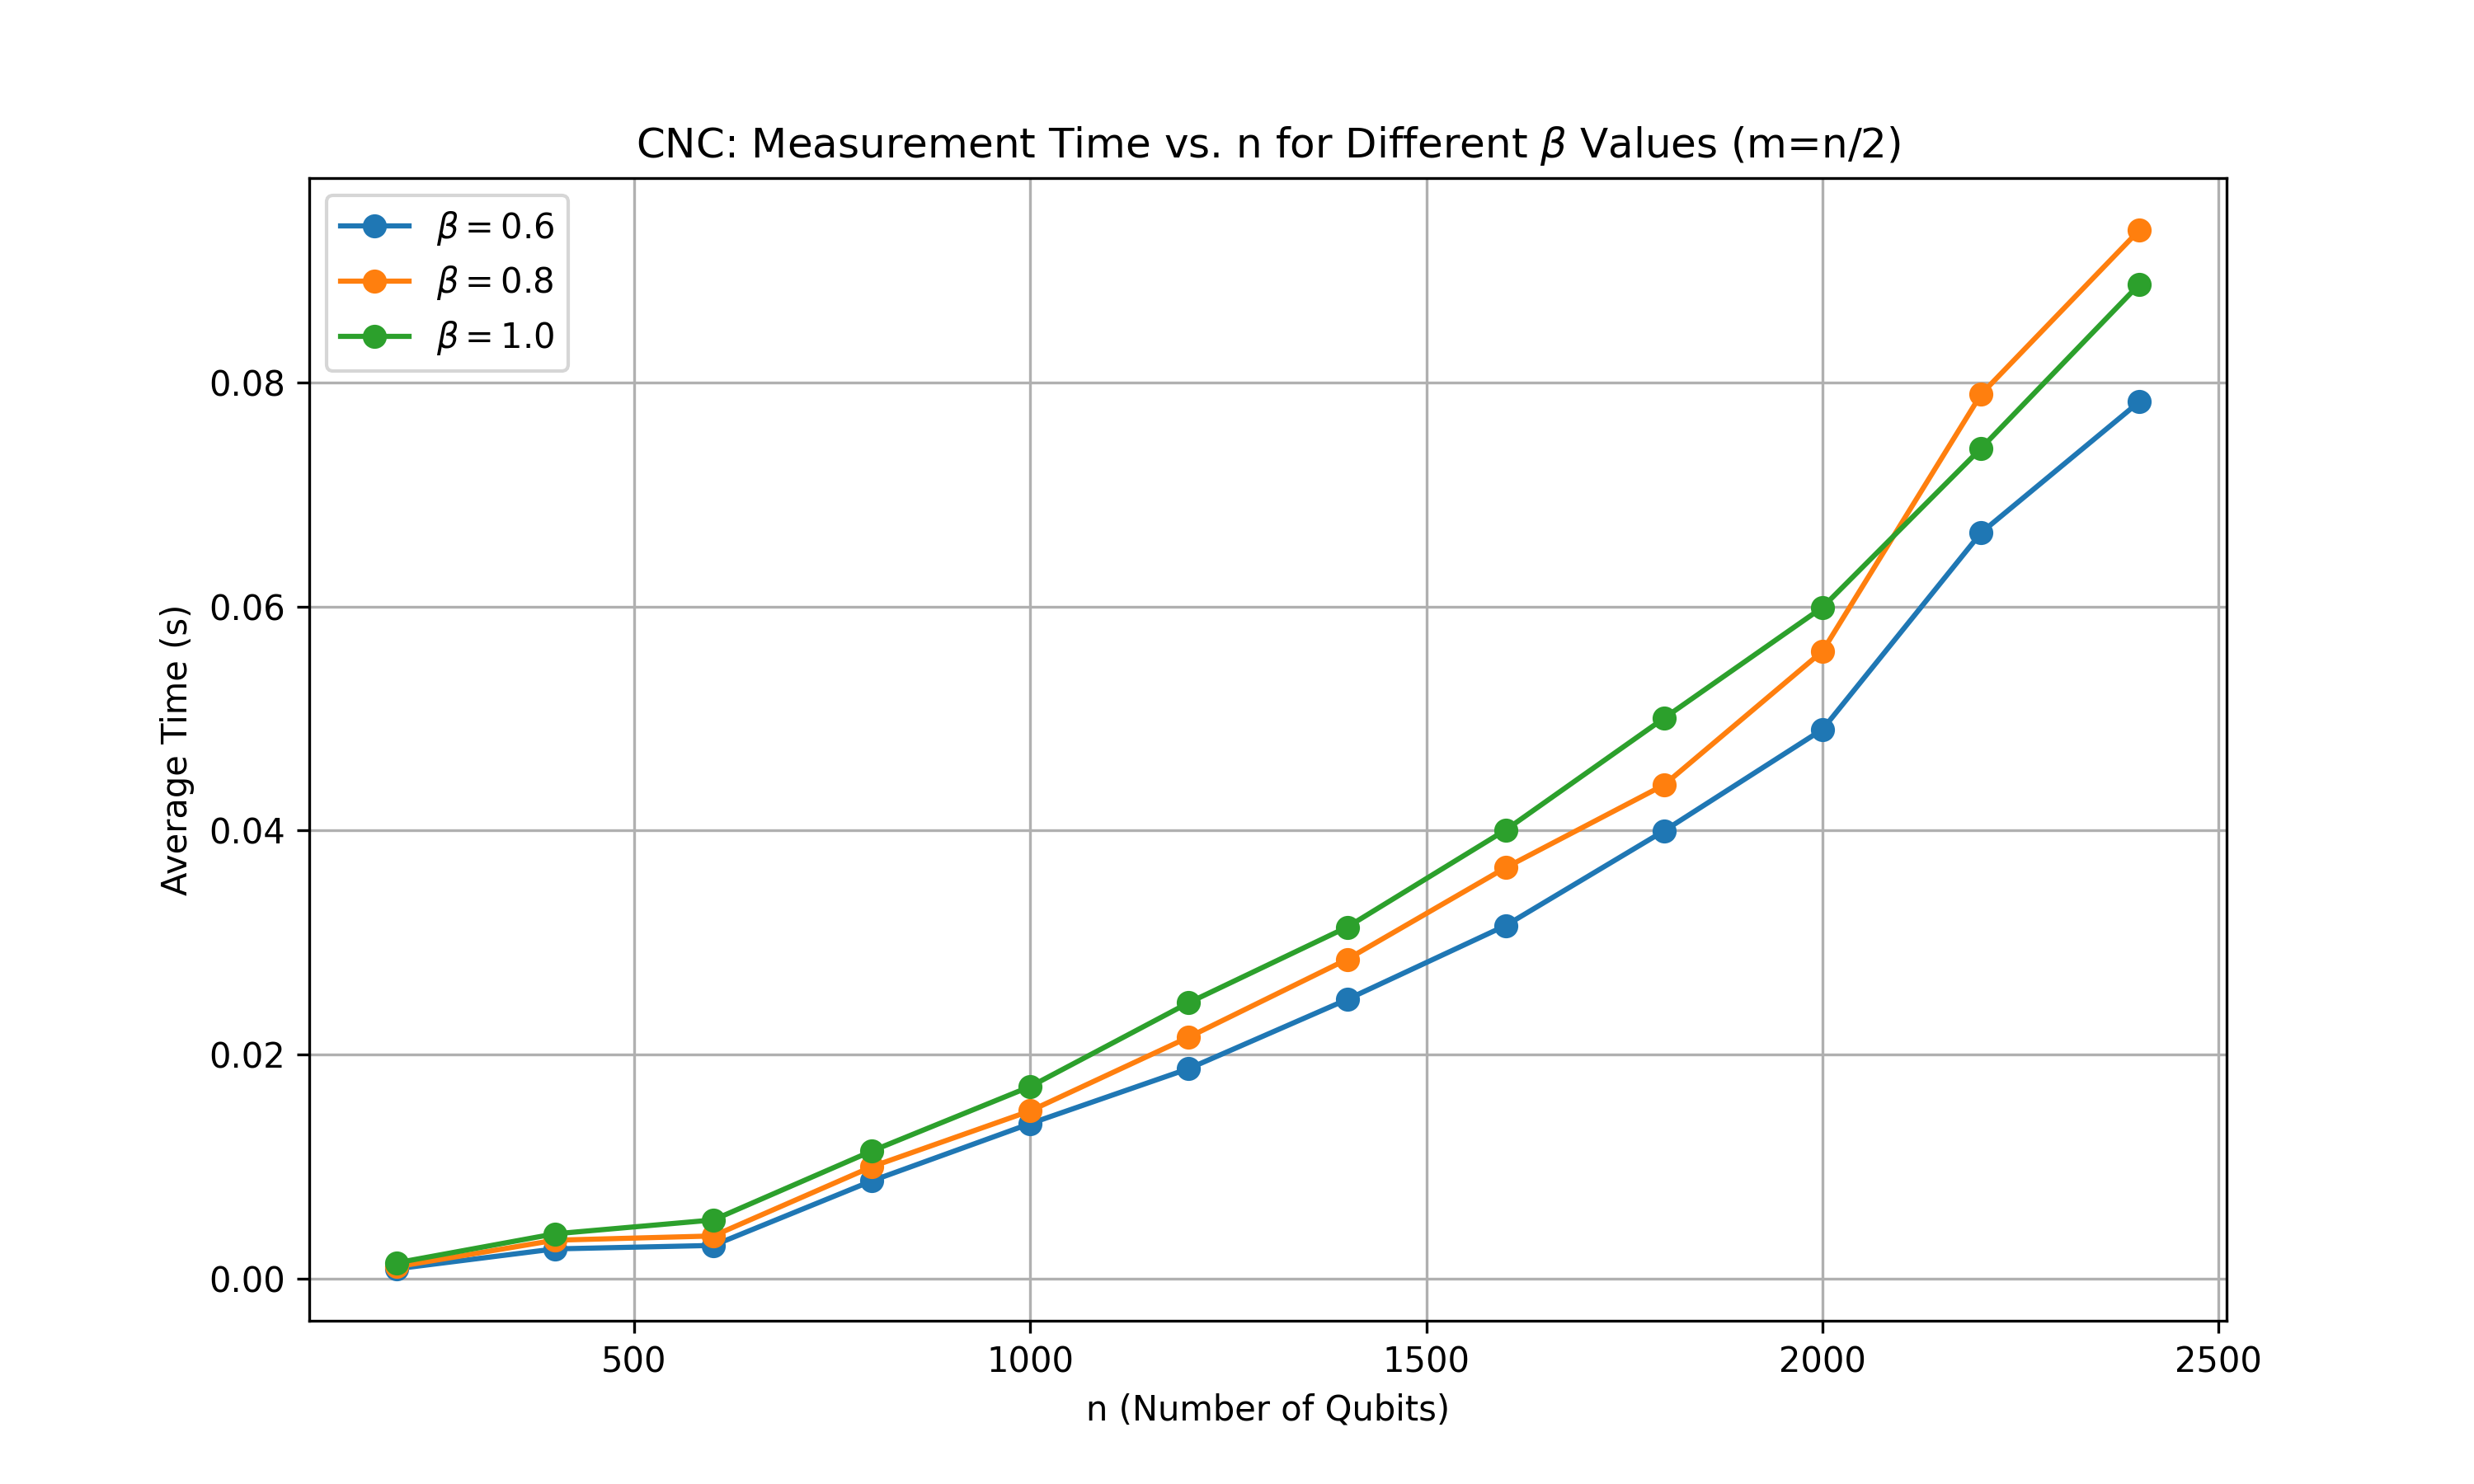 CNC: Measurement Time vs. n for Different β Values (m=n/2)
β = 0.6
β = 0.8
β = 1.0
Average Time (s)
0.08
0.06
0.04
0.02
0.00
500 1000 1500 2000 2500
n (Number of Qubits)